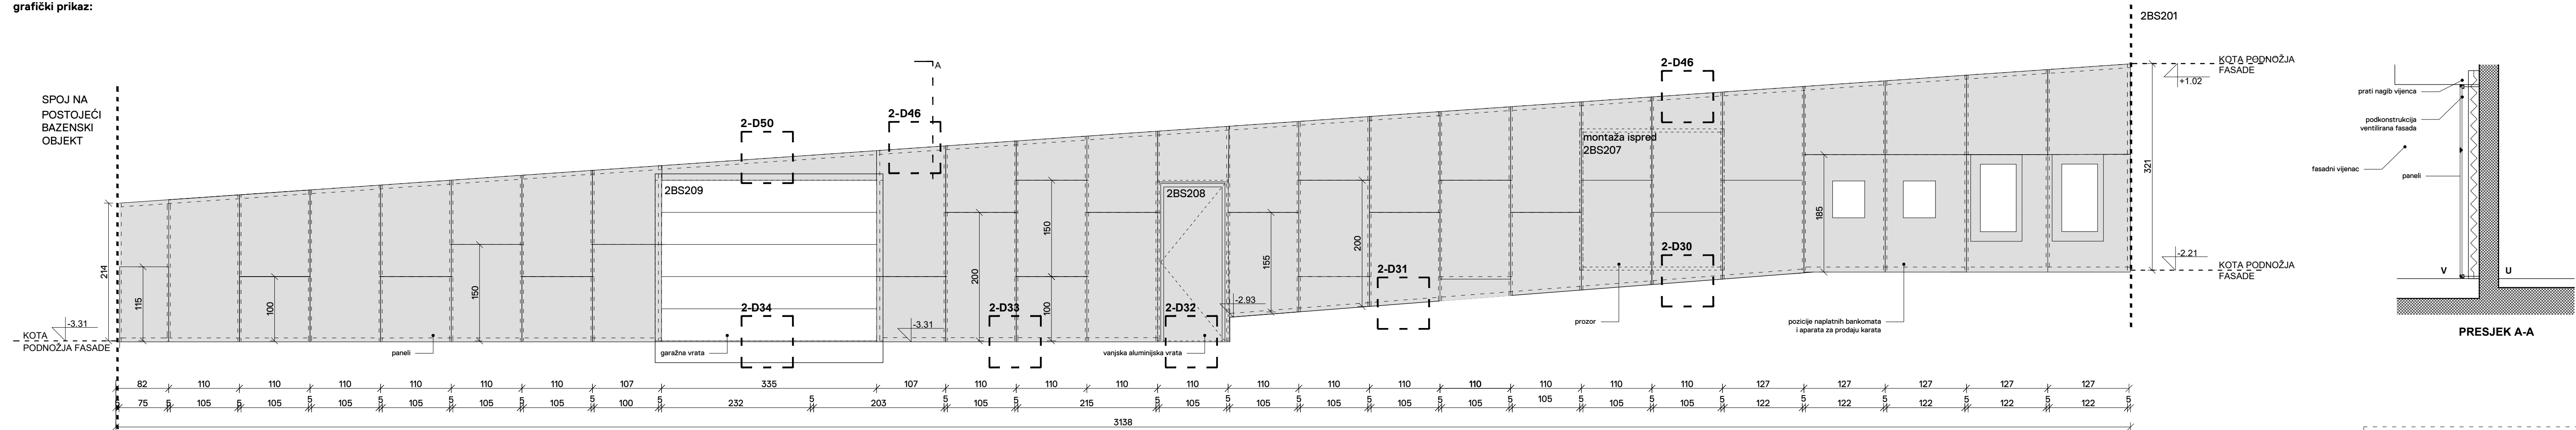 grafički prikaz:
2BS201
KOTA PODNOŽJA
FASADE
+1.02
SPOJ NA
POSTOJEĆI
BAZENSKI
OBJEKT
A
2-D50
2-D46
2-D46
montaža ispred
2BS207
2BS209
2BS208
prati nagib vijenca
podkonstrukcija
ventilirana fasada
fasadni vijenac
paneli
V
U
PRESJEK A-A
214
115
100
150
200
150
100
155
200
185
321
2-D34
2-D33
2-D32
2-D31
2-D30
-2.93
-2.21
KOTA PODNOŽJA
FASADE
-3.31
-3.31
KOTA
PODNOŽJA FASADE
paneli
garažna vrata
vanjska aluminijska vrata
prozor
pozicije naplatnih bankomata
i aparata za prodaju karata
82 110 110 110 110 110 110 107 335 107 110 110 110 110 110 110 110 110 110 110 110 127 127 127 127 127
5 75 5 105 5 105 5 105 5 105 5 105 5 105 5 100 5 232 5 203 5 105 5 215 5 105 5 105 5 105 5 105 5 105 5 105 5 105 5 105 5 122 5 122 5 122 5 122 5 122 5
3138